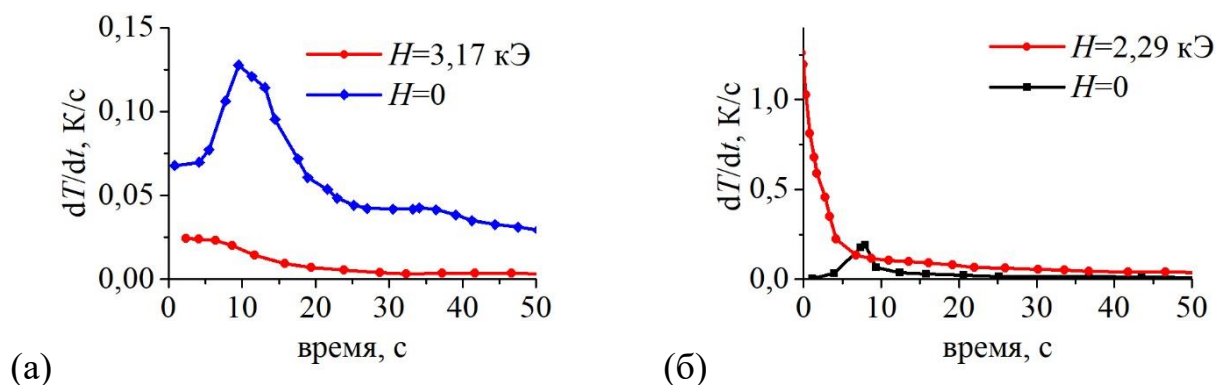 0,15
0,10
0,05
0,00
dT/dt, К/с
H=3,17 кЭ
H=0
0 10 20 30 40 50
время, с
(а)
1,0
0,5
0,0
dT/dt, К/с
H=2,29 кЭ
H=0
0 10 20 30 40 50
время, с
(б)